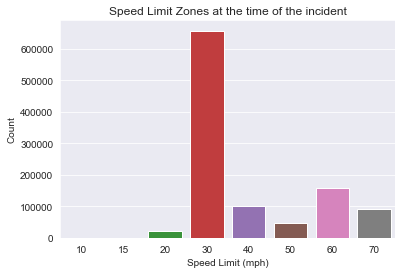 Speed Limit Zones at the time of the incident
600000
500000
400000
300000
200000
100000
0
Count
10 15 20 30 40 50 60 70
Speed Limit (mph)